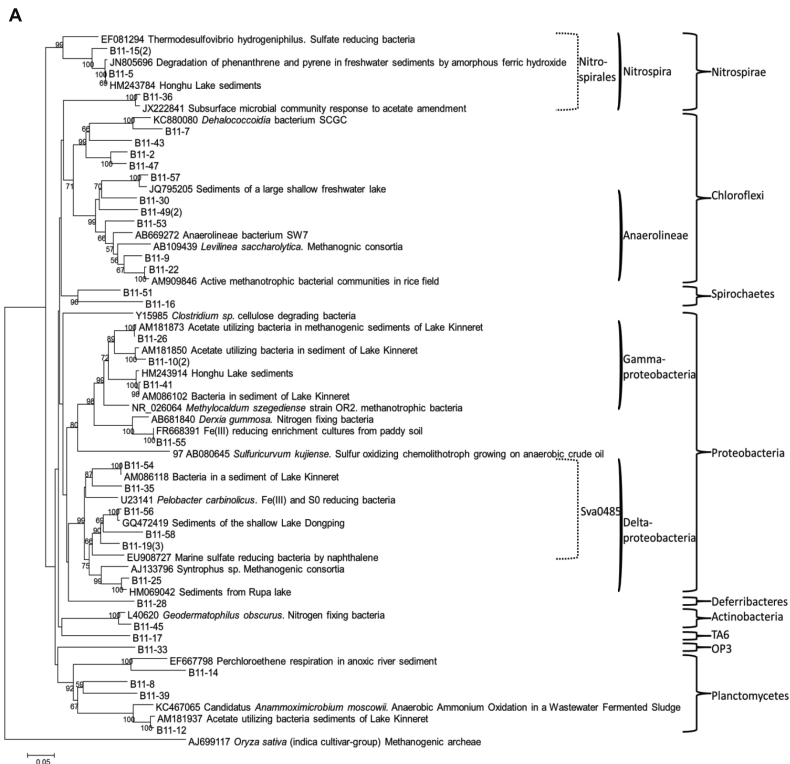 A
EF081294 Thermodesulfovibrio hydrogeniphilus. Sulfate reducing bacteria
99
B11-15(2)
JN805696 Degradation of phenanthrene and pyrene in freshwater sediments by amorphous ferric hydroxide
100
B11-5
69
HM243784 Honghu Lake sediments
Nitro-
spirales
Nitrospira
Nitrospirae
B11-36
100
JX222841 Subsurface microbial community response to acetate amendment
KC880080 Dehalococcoidia bacterium SCGC
100
66
B11-7
99
B11-43
B11-2
100
B11-47
B11-57
100
71
70
JQ795205 Sediments of a large shallow freshwater lake
Chloroflexi
B11-30
B11-49(2)
99
B11-53
66
AB669272 Anaerolineae bacterium SW7
Anaerolineae
57
AB109439 Levilinea saccharolytica. Methanognic consortia
56
B11-9
67
B11-22
100
AM909846 Active methanotrophic bacterial communities in rice field
B11-51
90
B11-16
Spirochaetes
Y15985 Clostridium sp. cellulose degrading bacteria
AM181873 Acetate utilizing bacteria in methanogenic sediments of Lake Kinneret
100
89
B11-26
AM181850 Acetate utilizing bacteria in sediment of Lake Kinneret
72
100
B11-10(2)
Gamma-
proteobacteria
HM243914 Honghu Lake sediments
99
B11-41
98
AM086102 Bacteria in sediment of Lake Kinneret
98
NR_026064 Methylocaldum szegediense strain OR2. methanotrophic bacteria
AB681840 Derxia gummosa. Nitrogen fixing bacteria
80
100
FR668391 Fe(III) reducing enrichment cultures from paddy soil
100
B11-55
97 AB080645 Sulfuricurvum kujiense. Sulfur oxidizing chemolithotroph growing on anaerobic crude oil
Proteobacteria
B11-54
87
100
AM086118 Bacteria in a sediment of Lake Kinneret
B11-35
U23141 Pelobacter carbinolicus. Fe(III) and S0 reducing bacteria
B11-56
99
69
GQ472419 Sediments of the shallow Lake Dongping
Sva0485
Delta-
proteobacteria
90
B11-58
66
B11-19(3)
EU908727 Marine sulfate reducing bacteria by naphthalene
75
AJ133796 Syntrophus sp. Methanogenic consortia
99
B11-25
100
HM069042 Sediments from Rupa lake
B11-28
Deferribacteres
L40620 Geodermatophilus obscurus. Nitrogen fixing bacteria
100
B11-45
Actinobacteria
B11-17
TA6
B11-33
OP3
EF667798 Perchloroethene respiration in anoxic river sediment
100
B11-14
B11-8
92
59
B11-39
Planctomycetes
67
KC467065 Candidatus Anammoximicrobium moscowii. Anaerobic Ammonium Oxidation in a Wastewater Fermented Sludge
100
AM181937 Acetate utilizing bacteria sediments of Lake Kinneret
100
B11-12
AJ699117 Oryza sativa (indica cultivar-group) Methanogenic archeae
0.05